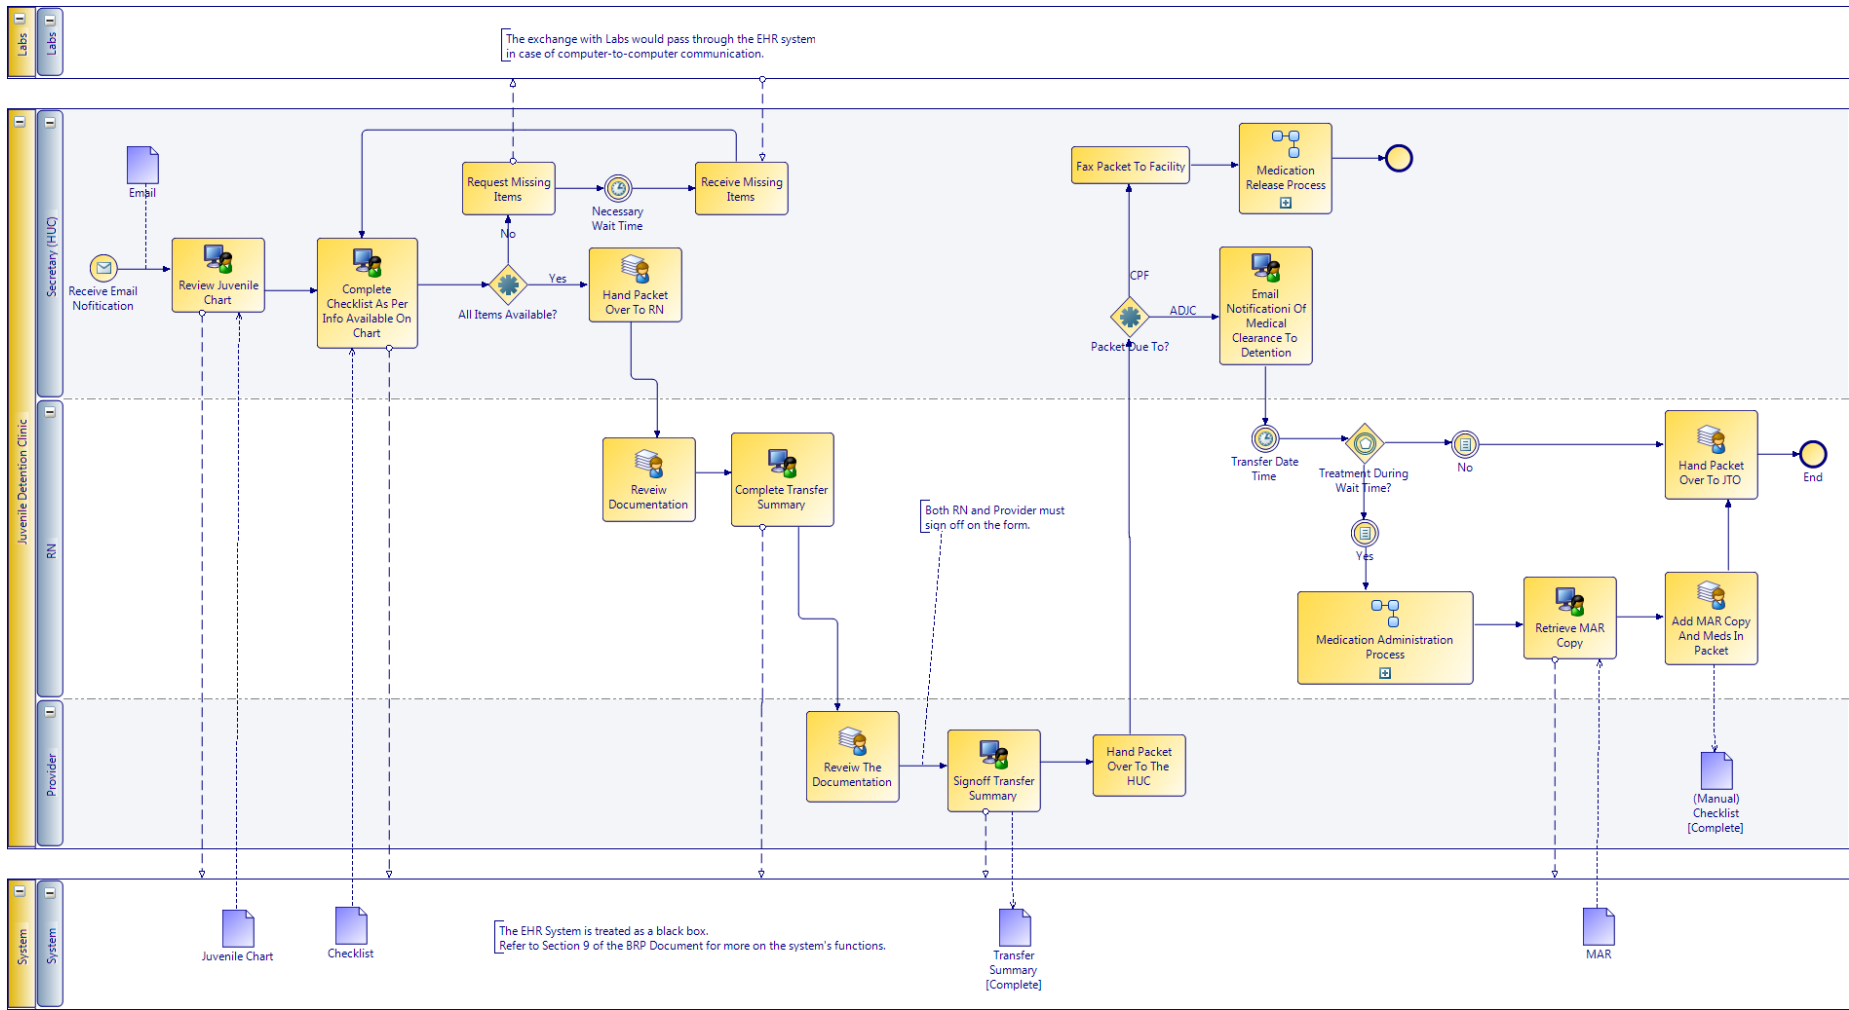 Labs
Labs
The exchange with Labs would pass through the EHR system
in case of computer-to-computer communication.
Juvenile Detention Clinic
Secretary (HUC)
Email
Receive Email
Nofitication
Review Juvenile
Chart
Complete
Checklist As Per
Info Available On
Chart
Request Missing
Items
No
Necessary
Wait Time
Receive Missing
Items
All Items Available?
Yes
Hand Packet
Over To RN
Fax Packet To Facility
Medication
Release Process
CPF
Packet Due To?
ADJC
Email
Notificationi Of
Medical
Clearance To
Detention
RN
Reveiw
Documentation
Complete Transfer
Summary
Both RN and Provider must
sign off on the form.
Transfer Date
Time
Treatment During
Wait Time?
No
Yes
Hand Packet
Over To JTO
End
Medication Administration
Process
Retrieve MAR
Copy
Add MAR Copy
And Meds In
Packet
Provider
Reveiw The
Documentation
Signoff Transfer
Summary
Hand Packet
Over To The
HUC
(Manual)
Checklist
[Complete]
System
System
Juvenile Chart
Checklist
The EHR System is treated as a black box.
Refer to Section 9 of the BRP Document for more on the system's functions.
Transfer
Summary
[Complete]
MAR